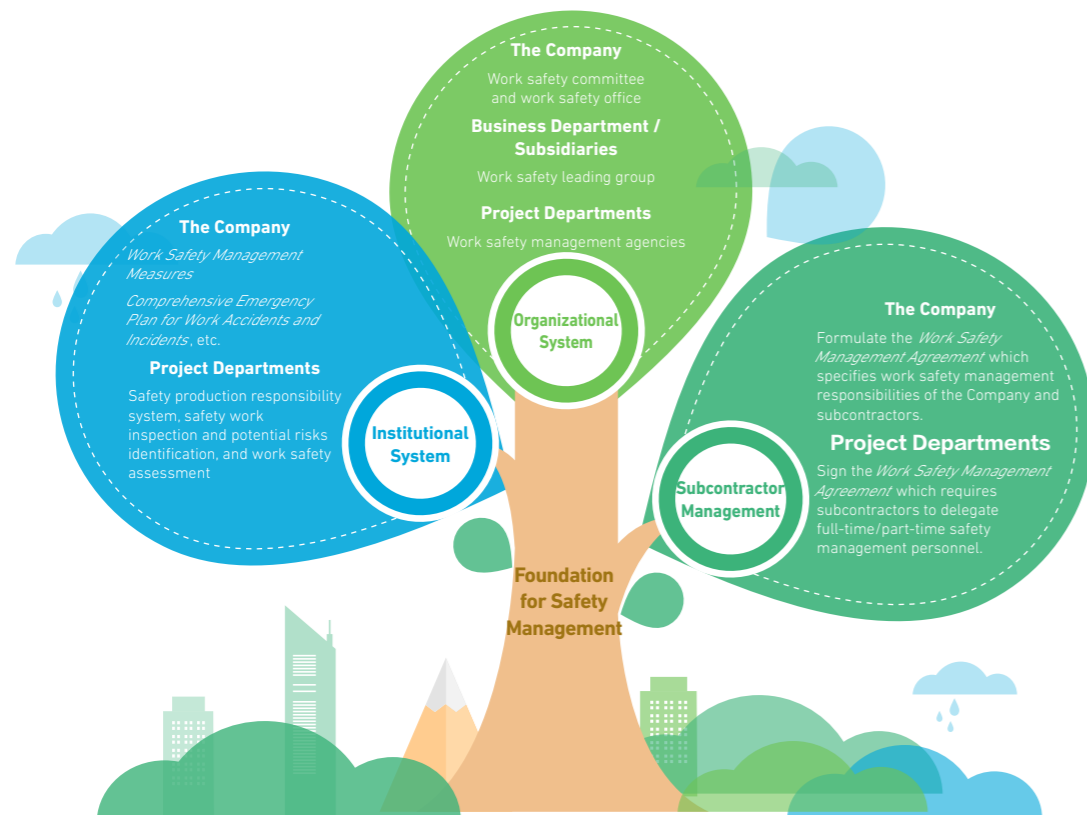 The Company
Work safety committee
and work safety office
Business Department /
Subsidiaries
Work safety leading group
Project Departments
Work safety management agencies
Organizational
System
The Company
Work Safety Management
Measures
Comprehensive Emergency
Plan for Work Accidents and
Incidents, etc.
Project Departments
Safety production responsibility
system, safety work
inspection and potential risks
identification, and work safety
assessment
Institutional
System
The Company
Formulate the Work Safety
Management Agreement which
specifies work safety management
responsibilities of the Company and
subcontractors.
Project Departments
Sign the Work Safety Management
Agreement which requires
subcontractors to delegate
full-time/part-time safety
management personnel.
Subcontractor
Management
Foundation
for Safety
Management